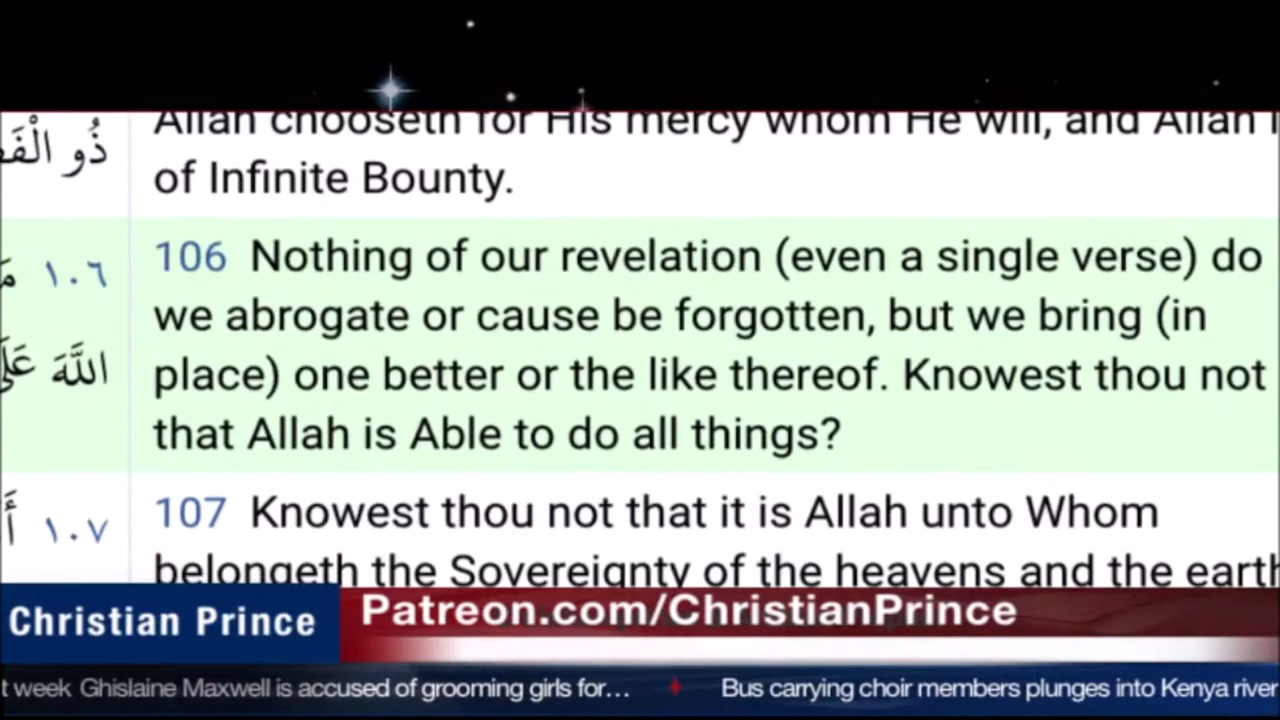 Allah chooseth for His mercy whom He will, and Allah
ذُو
of Infinite Bounty.
106 Nothing of our revelation (even a single verse) do
١٠٦
we abrogate or cause be forgotten, but we bring (in
place) one better or the like thereof. Knowest thou not
اللَّهَ
that Allah is Able to do all things?
107 Knowest thou not that it is Allah unto Whom
١٠٧
belongeth the Sovereignty of the heavens and the earth
Christian Prince
Patreon.com/ChristianPrince
t week Ghislaine Maxwell is accused of grooming girls for... Bus carrying choir members plunges into Kenya river